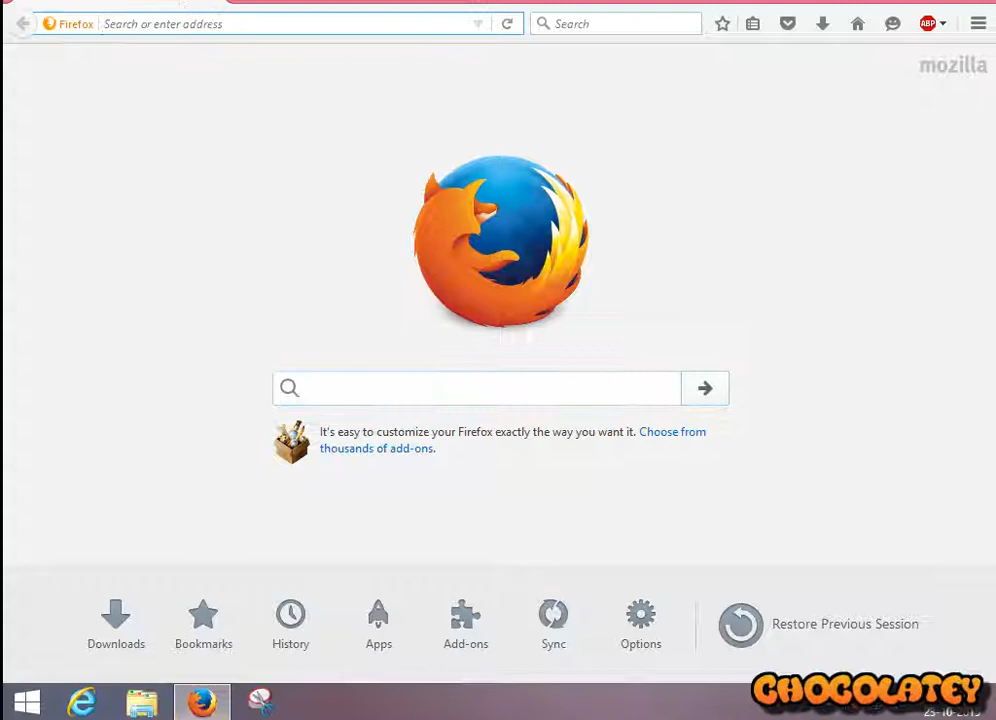 Firefox
Search or enter address
Search
ABP
mozilla
It's easy to customize your Firefox exactly the way you want it. Choose from
thousands of add-ons.
Downloads
Bookmarks
History
Apps
Add-ons
Sync
Options
Restore Previous Session
CHOCOLATEY